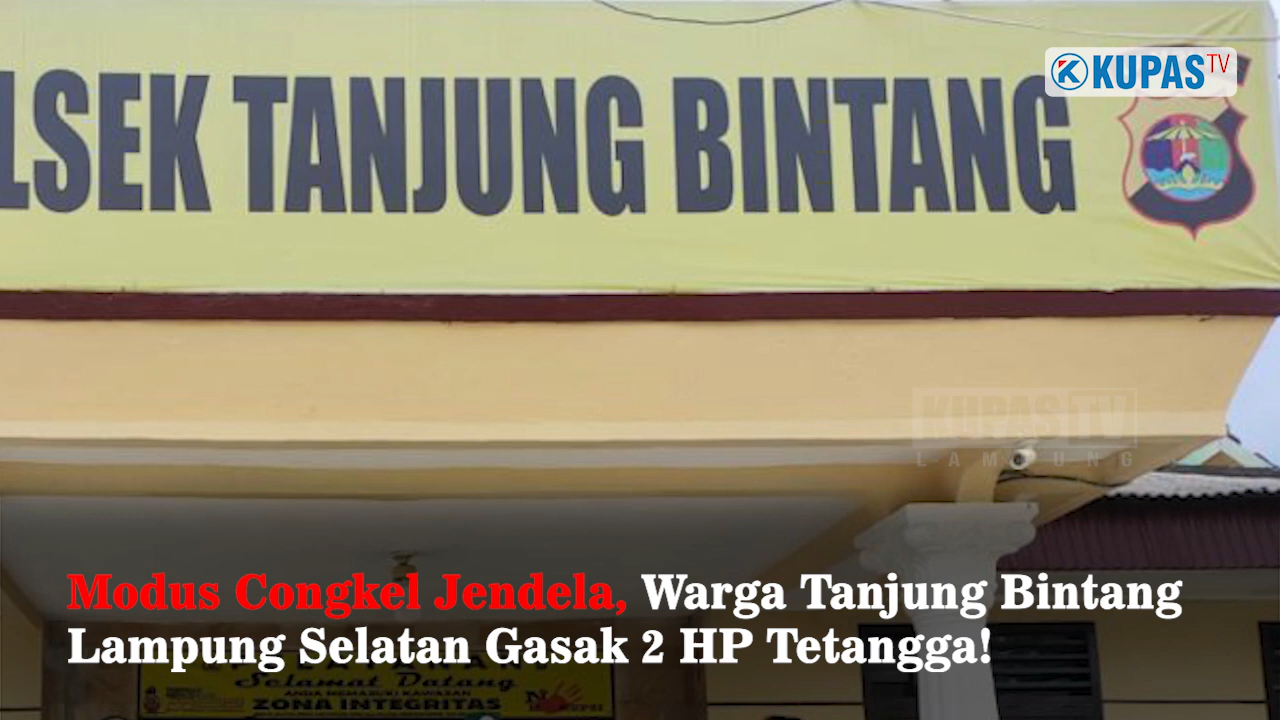 KUPAS TV
LSEK TANJUNG BINTANG
KUPAS TV
LAMPUNG
Modus Congkel Jendela, Warga Tanjung Bintang
Lampung Selatan Gasak 2 HP Tetangga!
Selamat Datang
ANDA MEMASUKI KAWASAN
ZONA INTEGRITAS